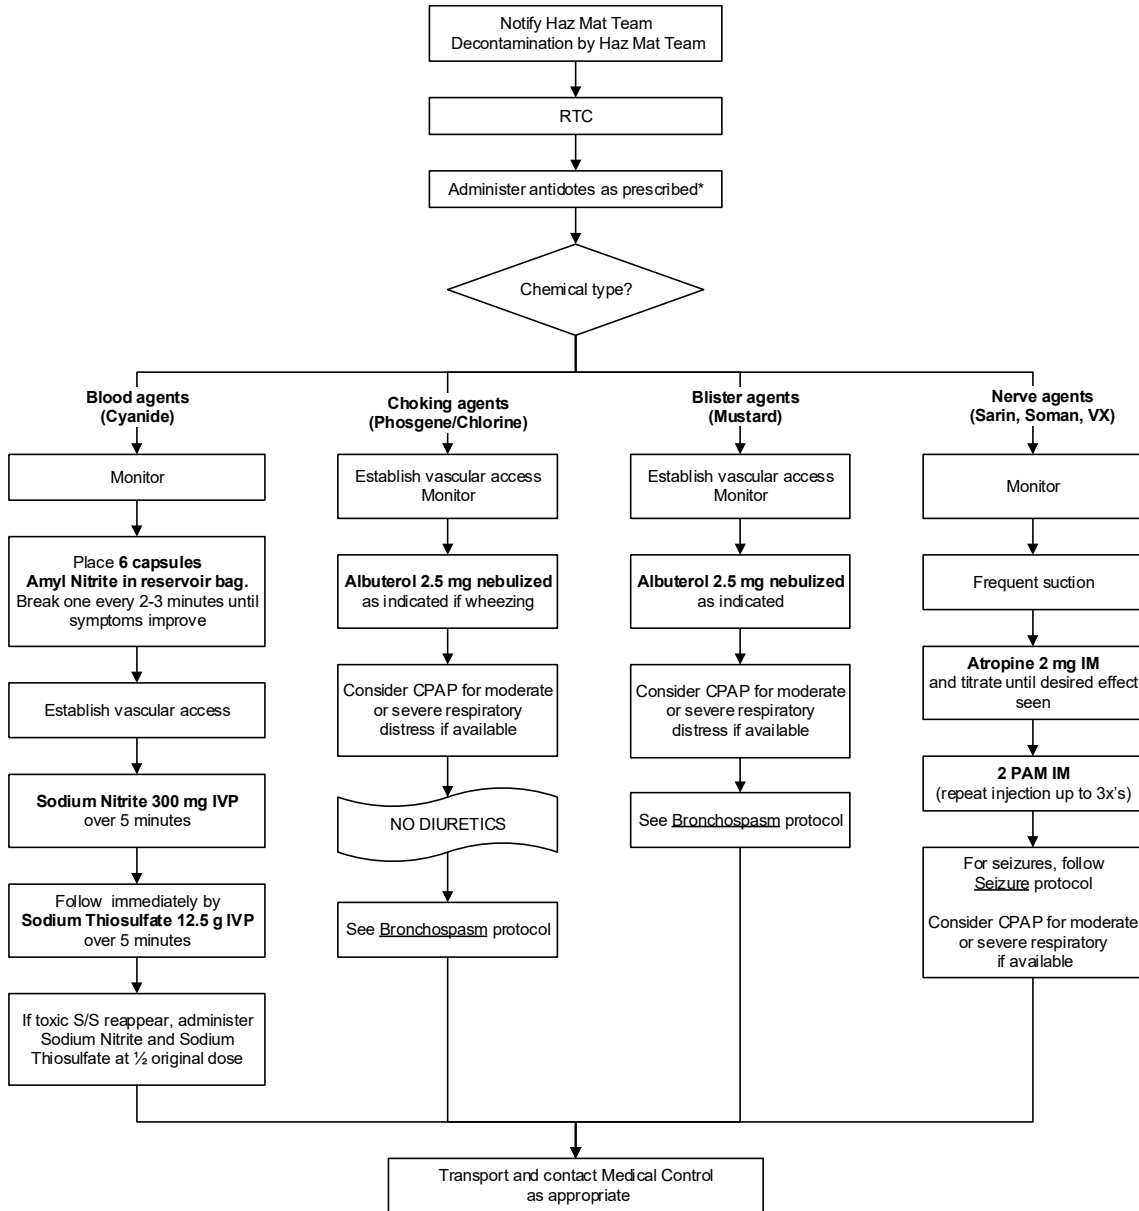 Notify Haz Mat Team
Decontamination by Haz Mat Team
RTC
Administer antidotes as prescribed*
Chemical type?
Blood agents
(Cyanide)
Monitor
Place 6 capsules
Amyl Nitrite in reservoir bag.
Break one every 2-3 minutes until
symptoms improve
Establish vascular access
Sodium Nitrite 300 mg IVP
over 5 minutes
Follow immediately by
Sodium Thiosulfate 12.5 g IVP
over 5 minutes
If toxic S/S reappear, administer
Sodium Nitrite and Sodium
Thiosulfate at ½ original dose
Choking agents
(Phosgene/Chlorine)
Establish vascular access
Monitor
Albuterol 2.5 mg nebulized
as indicated if wheezing
Consider CPAP for moderate
or severe respiratory
distress if available
NO DIURETICS
See Bronchospasm protocol
Blister agents
(Mustard)
Establish vascular access
Monitor
Albuterol 2.5 mg nebulized
as indicated
Consider CPAP for moderate
or severe respiratory
distress if available
See Bronchospasm protocol
Nerve agents
(Sarin, Soman, VX)
Monitor
Frequent suction
Atropine 2 mg IM
and titrate until desired effect
seen
2 PAM IM
(repeat injection up to 3x's)
For seizures, follow
Seizure protocol
Consider CPAP for moderate
or severe respiratory
if available
Transport and contact Medical Control
as appropriate